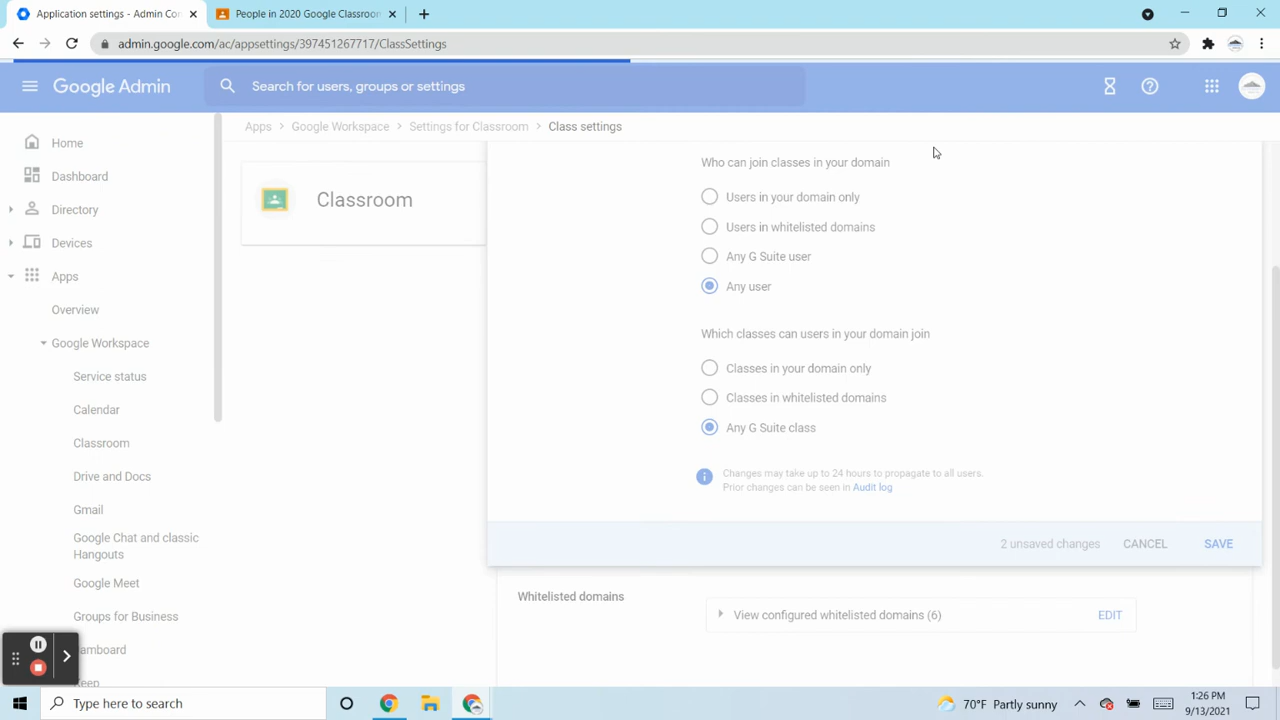 Application settings - Admin Con
People in 2020 Google Classroom
admin.google.com/ac/appsettings/397451267717/ClassSettings
Google Admin
Search for users, groups or settings
Apps > Google Workspace > Settings for Classroom > Class settings
Home
Dashboard
Directory
Devices
Apps
Overview
Google Workspace
Service status
Calendar
Classroom
Drive and Docs
Gmail
Google Chat and classic
Hangouts
Google Meet
Groups for Business
amboard
Keep
Classroom
Who can join classes in your domain
Users in your domain only
Users in whitelisted domains
Any G Suite user
Any user
Which classes can users in your domain join
Classes in your domain only
Classes in whitelisted domains
Any G Suite class
Changes may take up to 24 hours to propagate to all users.
Prior changes can be seen in Audit log
2 unsaved changes CANCEL SAVE
Whitelisted domains
View configured whitelisted domains (6) EDIT
Type here to search
70°F Partly sunny
1:26 PM
9/13/2021